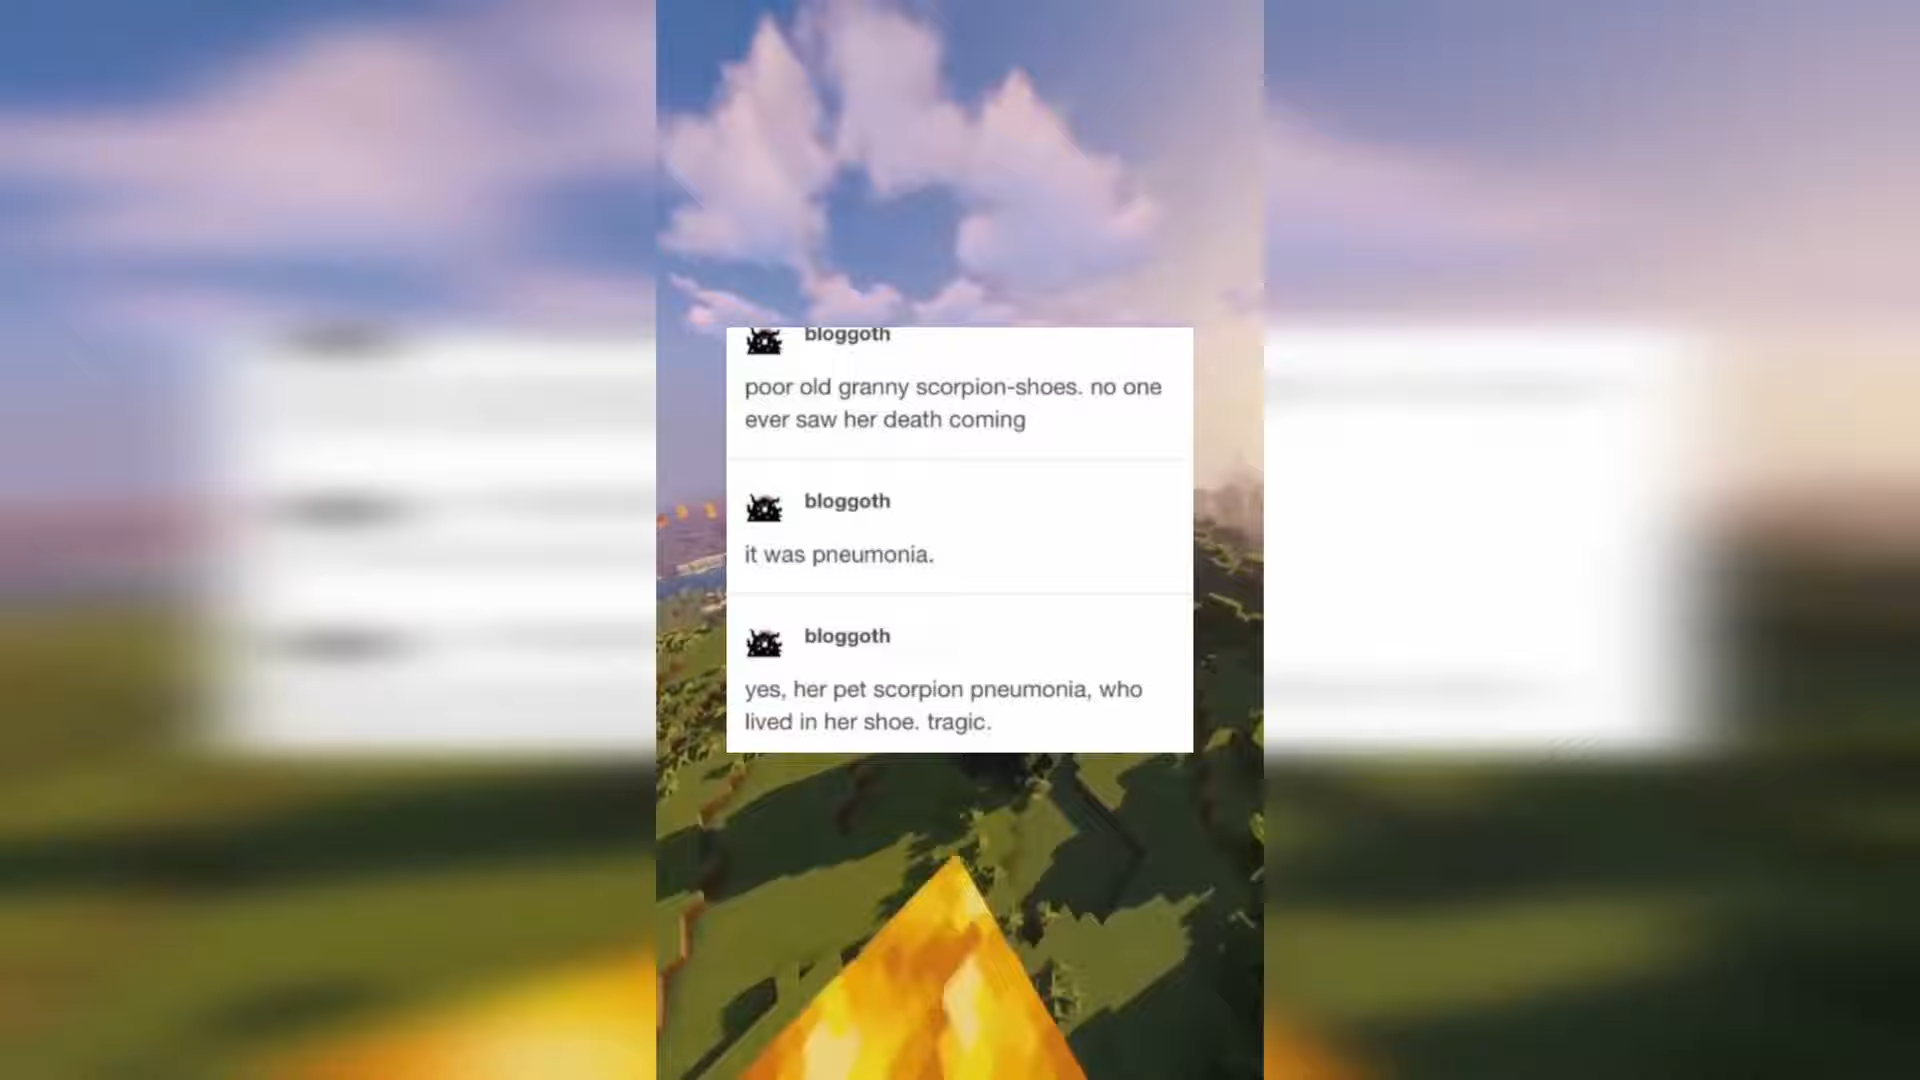 bloggoth
poor old granny scorpion-shoes. no one
ever saw her death coming
bloggoth
it was pneumonia.
bloggoth
yes, her pet scorpion pneumonia, who
lived in her shoe. tragic.